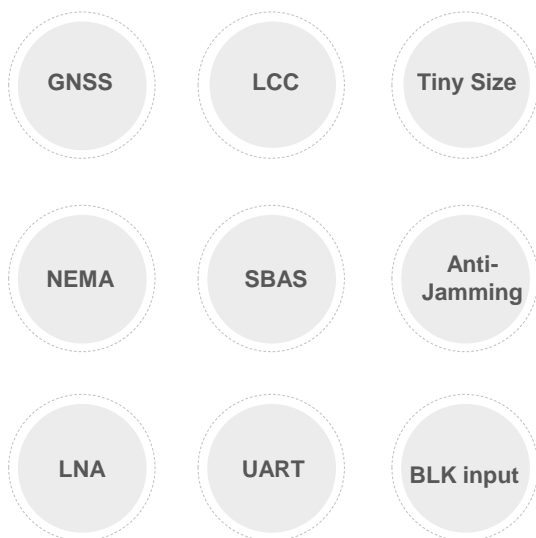 GNSS
LCC
Tiny Size
NEMA
SBAS
Anti-
Jamming
LNA
UART
BLK input